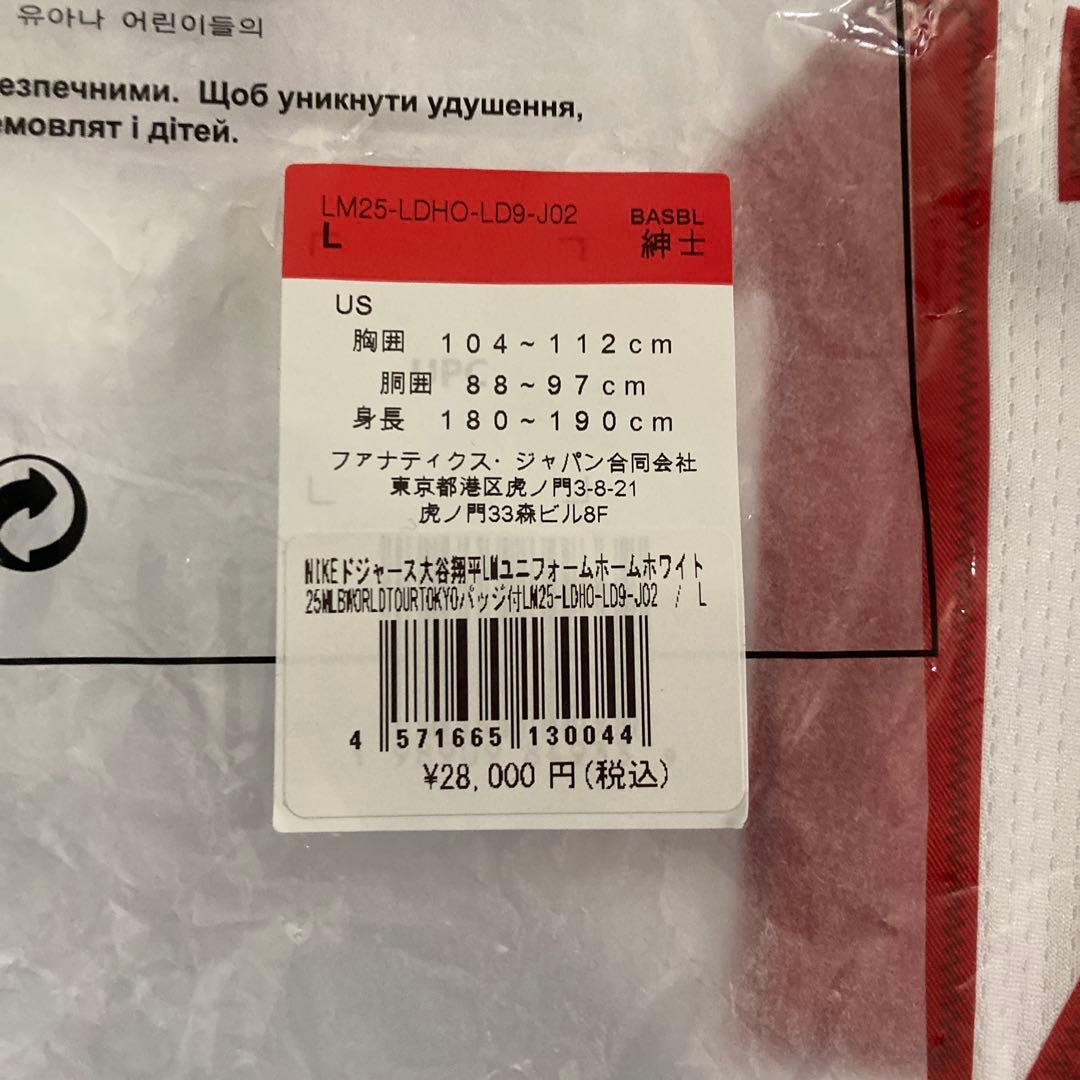 유아나 어린이들의
езпечними. Щоб уникнути удушення,
емовлят і дітей.
LM25-LDHO-LD9-J02 BASBL
L 紳士
US
胸囲 104~112cm
胴囲 88~97cm
身長 180~190cm
ファナティクス・ジャパン合同会社
東京都港区虎ノ門3-8-21
虎ノ門33森ビル8F
NIKEドジャース大谷翔平LMユニフォームホームホワイト
25MLBWORLDTOURTOKYOパッジ付LM25-LDHO-LD9-J02 / L
4 571665 130044
¥28,000 円(税込)